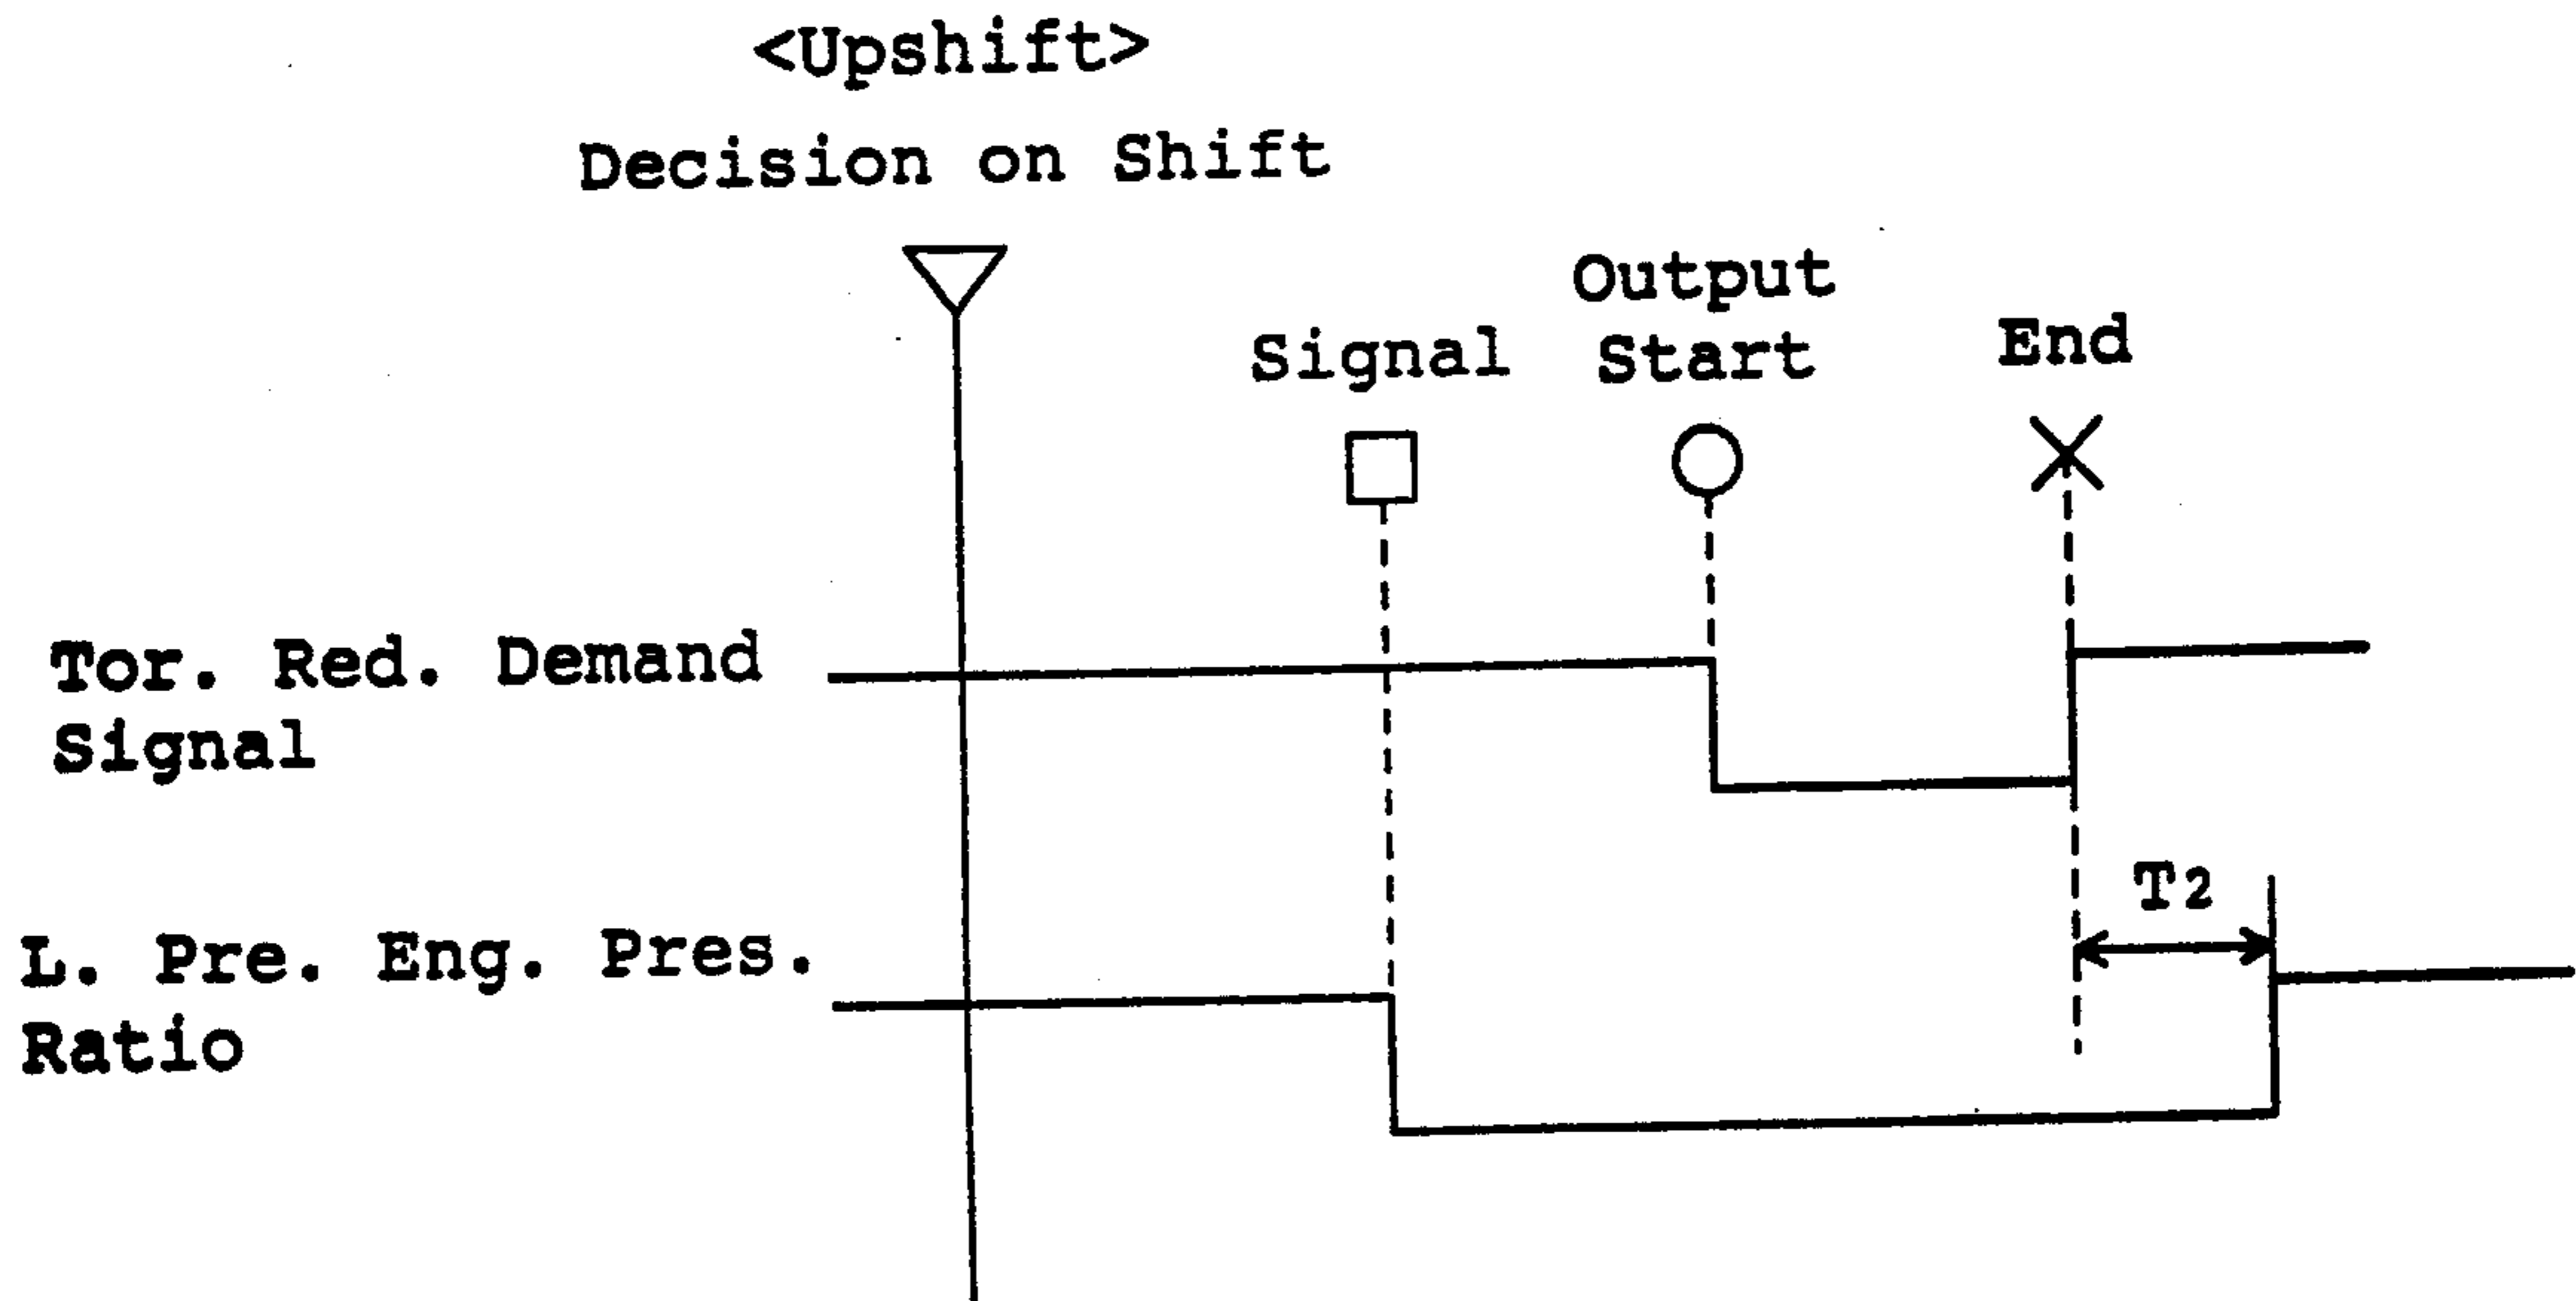 <Upshift>
Decision on Shift
Output
Start
Signal
End
Tor. Red. Demand
Signal
T2
L. Pre. Eng. Pres.
Ratio